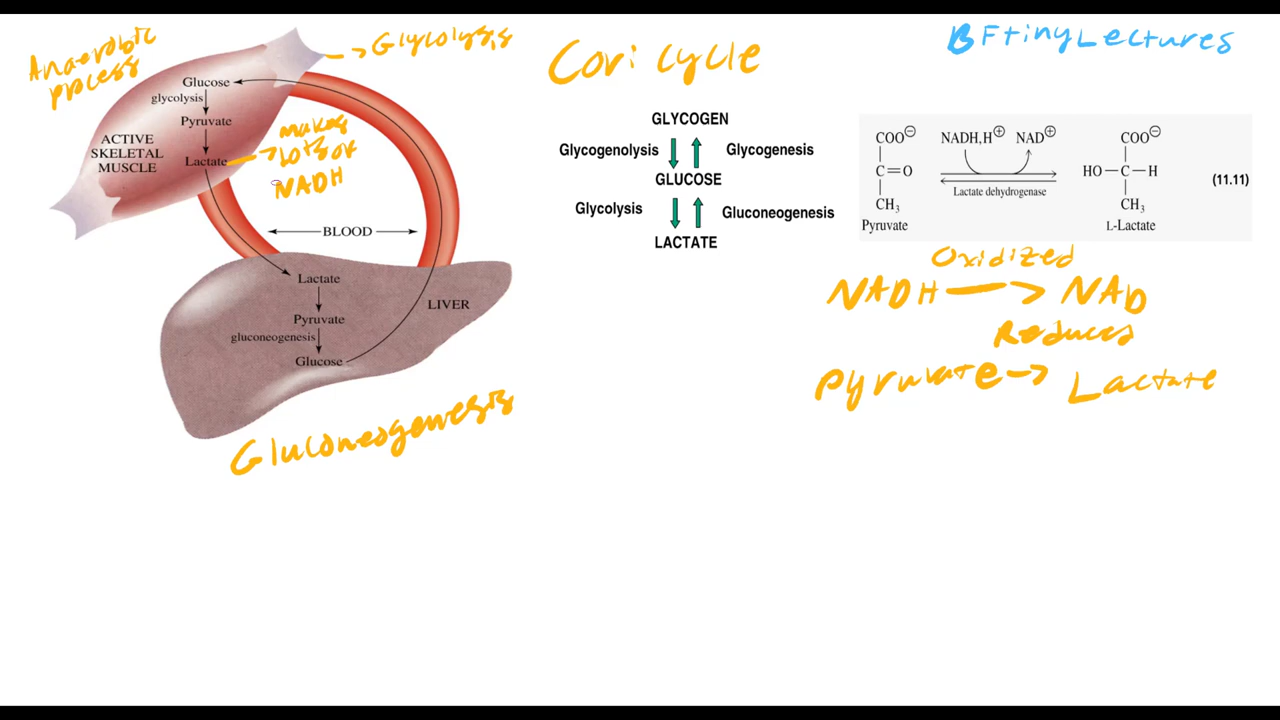 BFtinyLectures
Anaerobic
process
Glycolysis
Cori cycle
Glucose
glycolysis
Pyruvate
Lactate
ACTIVE
SKELETAL
MUSCLE
makes
lots of
NADH
BLOOD
Lactate
Pyruvate
gluconeogenesis
Glucose
LIVER
Gluconeogenesis
GLYCOGEN
Glycogenolysis Glycogenesis
GLUCOSE
Glycolysis Gluconeogenesis
LACTATE
COO⊖
C=O
CH₃
Pyruvate
NADH,H⊕ NAD⊕
Lactate dehydrogenase
COO⊖
HO—C—H
CH₃
L-Lactate
(11.11)
Oxidized
NADH → NAD
Reduces
Pyruvate → Lactate